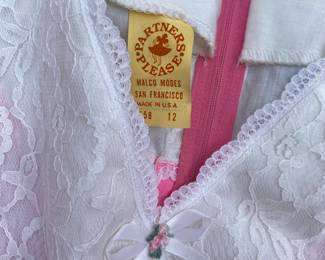 PARTNERS
PLEASE
MALCO MODES
SAN FRANCISCO
MADE IN U.S.A.
12